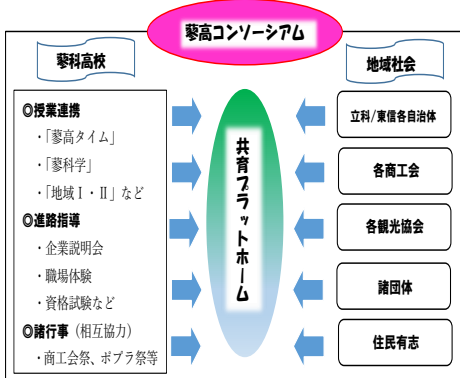 蓼高コンソーシアム
蓼科高校
◎授業連携
・「蓼高タイム」
・「蓼科学」
・「地域Ⅰ・Ⅱ」など
◎進路指導
・企業説明会
・職場体験
・資格試験など
◎諸行事（相互協力）
・商工会祭、ポプラ祭等
共育プラットホーム
地域社会
立科/東信各自治体
各商工会
各観光協会
諸団体
住民有志